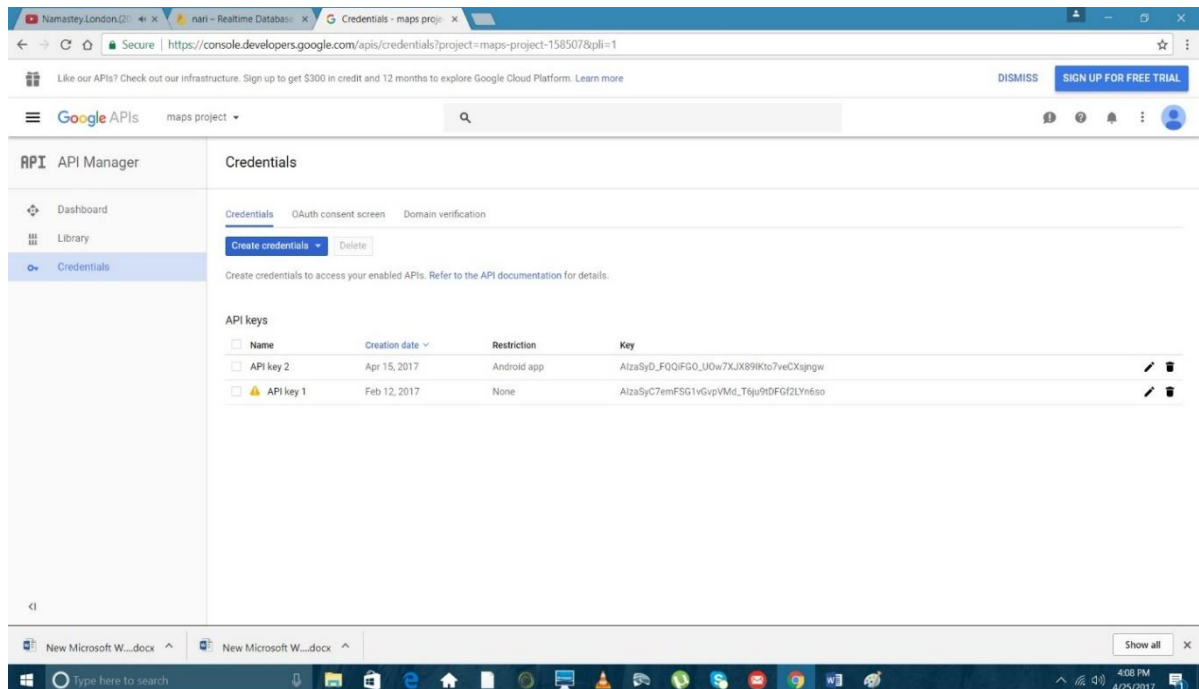 Namastey.London.(20
nari – Realtime Database
Credentials - maps proje
Secure | https://console.developers.google.com/apis/credentials?project=maps-project-158507&pli=1
Like our APIs? Check out our infrastructure. Sign up to get $300 in credit and 12 months to explore Google Cloud Platform. Learn more
DISMISS
SIGN UP FOR FREE TRIAL
Google APIs
maps project
API API Manager
Dashboard
Library
Credentials
Credentials
Credentials OAuth consent screen Domain verification
Create credentials Delete
Create credentials to access your enabled APIs. Refer to the API documentation for details.
API keys
Name Creation date Restriction Key
API key 2 Apr 15, 2017 Android app
API key 1 Feb 12, 2017 None
New Microsoft W....docx
New Microsoft W....docx
Show all
Type here to search
4:08 PM
4/25/2017